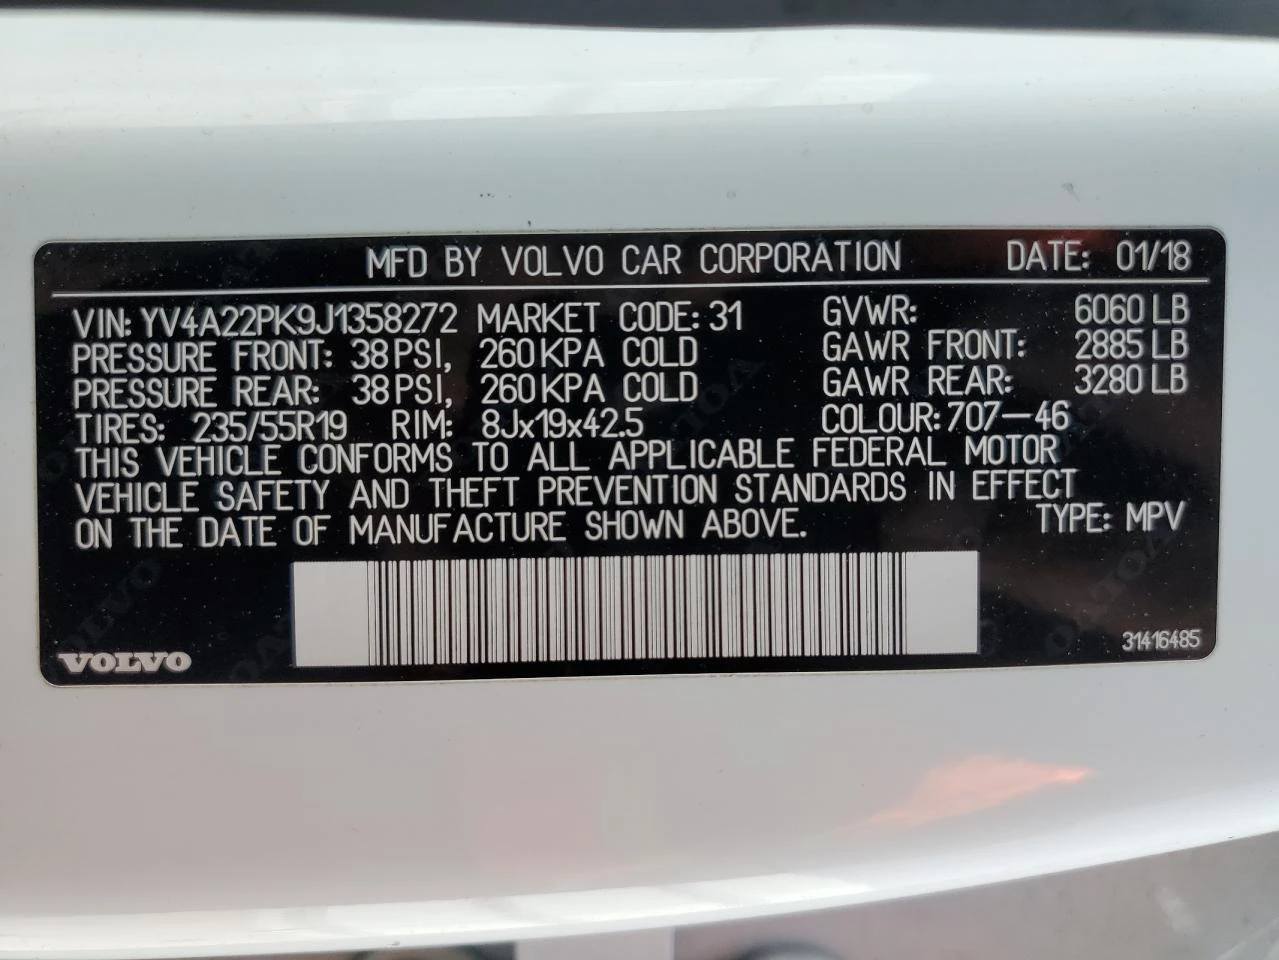 MFD BY VOLVO CAR CORPORATION DATE: 01/18
VIN: YV4A22PK9J1358272 MARKET CODE: 31 GVWR: 6060 LB
PRESSURE FRONT: 38 PSI, 260 KPA COLD GAWR FRONT: 2885 LB
PRESSURE REAR: 38 PSI, 260 KPA COLD GAWR REAR: 3280 LB
TIRES: 235/55R19 RIM: 8Jx19x42.5 COLOUR: 707-46
THIS VEHICLE CONFORMS TO ALL APPLICABLE FEDERAL MOTOR
VEHICLE SAFETY AND THEFT PREVENTION STANDARDS IN EFFECT
ON THE DATE OF MANUFACTURE SHOWN ABOVE. TYPE: MPV
VOLVO 31416485